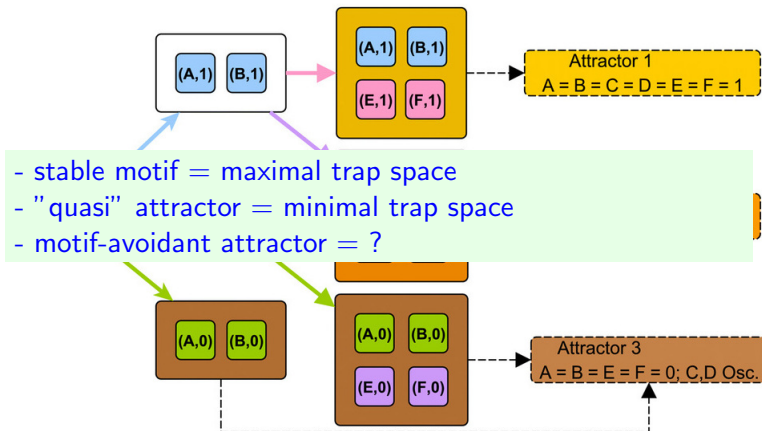 (A,1) (B,1)
(A,1) (B,1)
(E,1) (F,1)
Attractor 1
A = B = C = D = E = F = 1
- stable motif = maximal trap space
- "quasi" attractor = minimal trap space
- motif-avoidant attractor = ?
(A,0) (B,0)
(A,0) (B,0)
(E,0) (F,0)
Attractor 3
A = B = E = F = 0; C,D Osc.